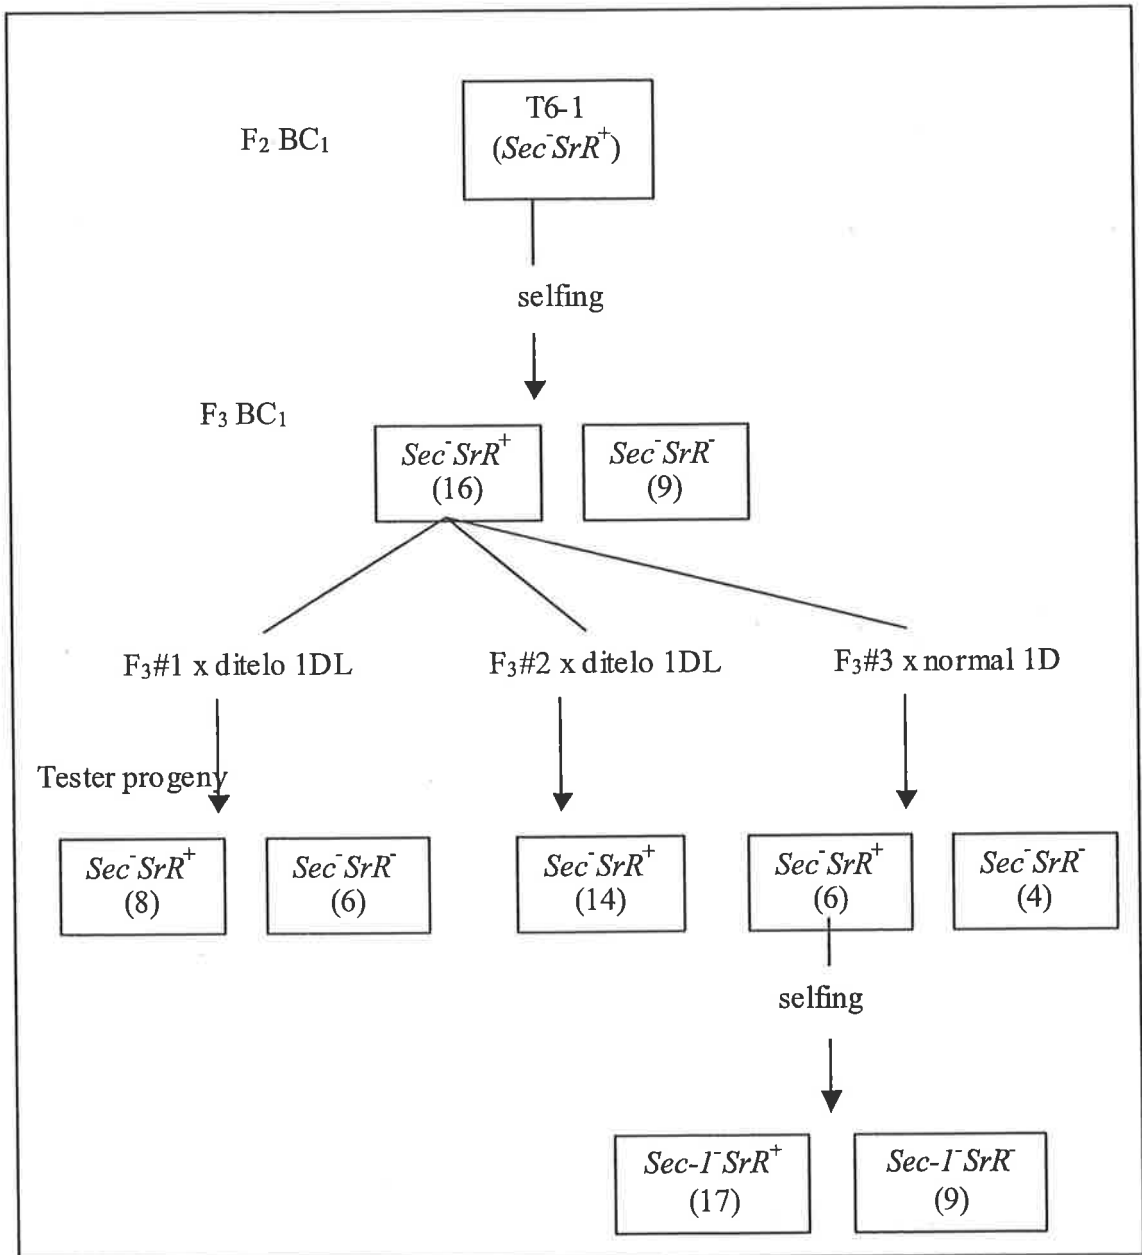 T6-1
F₂ BC₁
(Sec⁻SrR⁺)
selfing
F₃ BC₁
Sec⁻SrR⁺
(16)
Sec⁻SrR⁻
(9)
F₃#1 x ditelo 1DL
F₃#2 x ditelo 1DL
F₃#3 x normal 1D
Tester progeny
Sec⁻SrR⁺
(8)
Sec⁻SrR⁻
(6)
Sec⁻SrR⁺
(14)
Sec⁻SrR⁺
(6)
Sec⁻SrR⁻
(4)
selfing
Sec-1⁻SrR⁺
(17)
Sec-1⁻SrR⁻
(9)